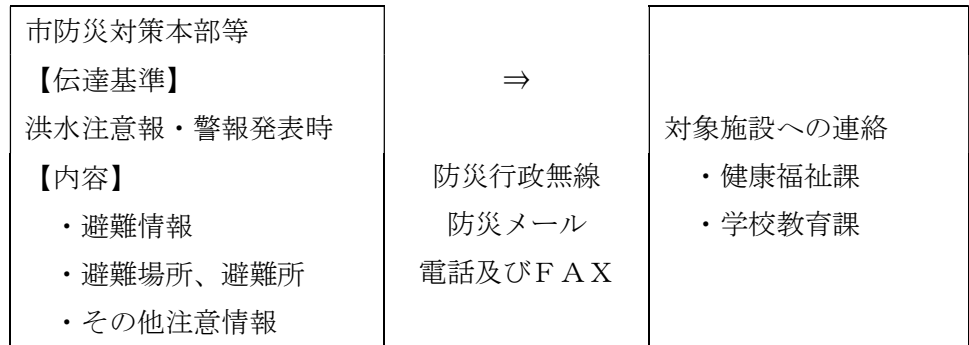 市防災対策本部等
【伝達基準】
洪水注意報・警報発表時
【内容】
・避難情報
・避難場所、避難所
・その他注意情報
⇒
防災行政無線
防災メール
電話及びＦＡＸ
対象施設への連絡
・健康福祉課
・学校教育課